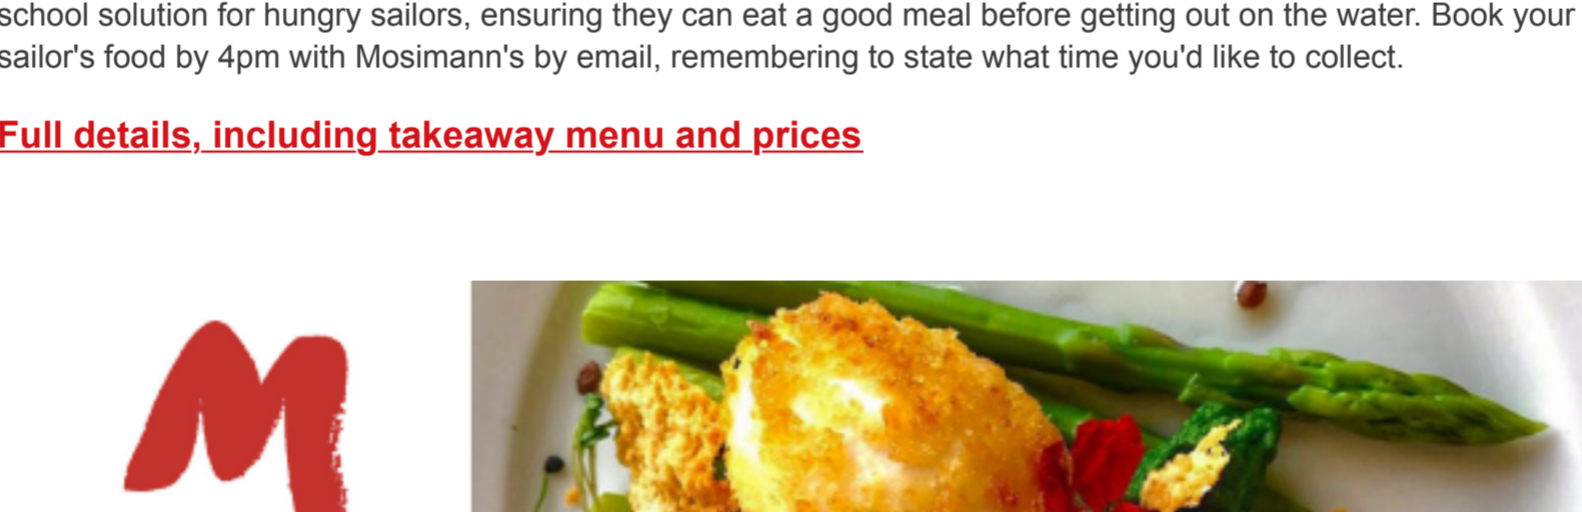 school solution for hungry sailors, ensuring they can eat a good meal before getting out on the water. Book your
sailor's food by 4pm with Mosimann's by email, remembering to state what time you'd like to collect.
Full details, including takeaway menu and prices
M